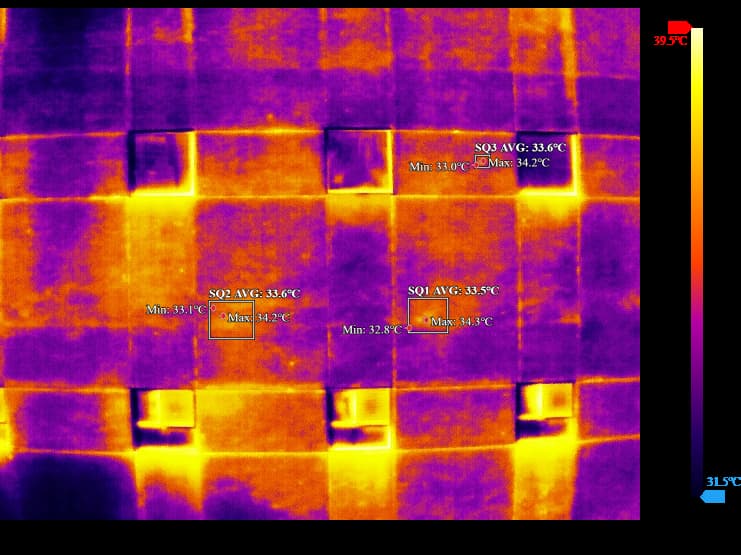 39.5°C
SQ3 AVG: 33.6°C
Min: 33.0°C Max: 34.2°C
SQ2 AVG: 33.6°C
SQ1 AVG: 33.5°C
Min: 33.1°C Max: 34.2°C
Min: 32.8°C Max: 34.3°C
31.5°C